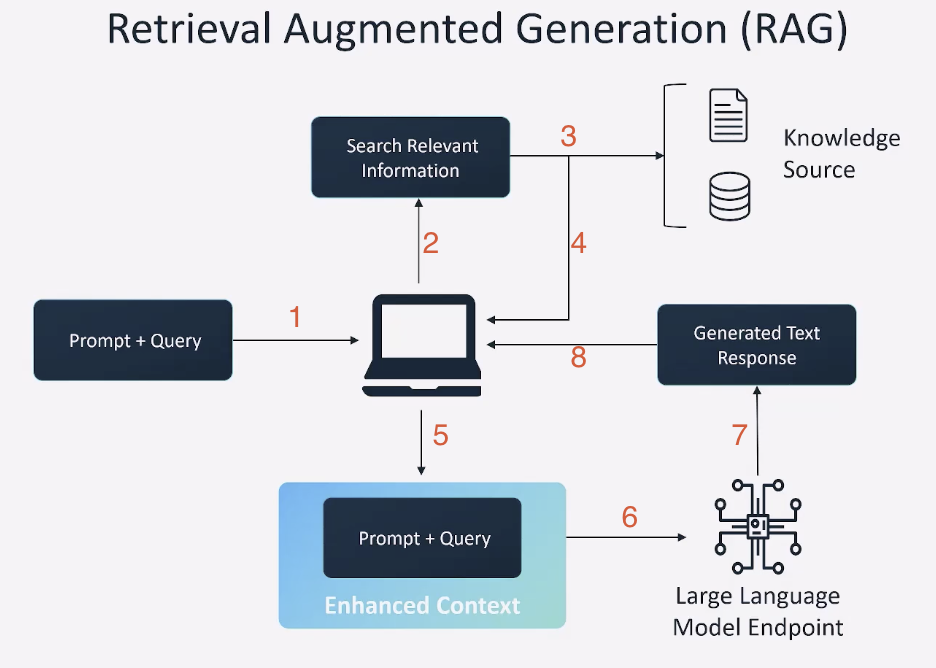 Retrieval Augmented Generation (RAG)
Search Relevant
Information
3
Knowledge
Source
2
4
Prompt + Query
1
Generated Text
Response
8
5
7
Prompt + Query
Enhanced Context
6
Large Language
Model Endpoint